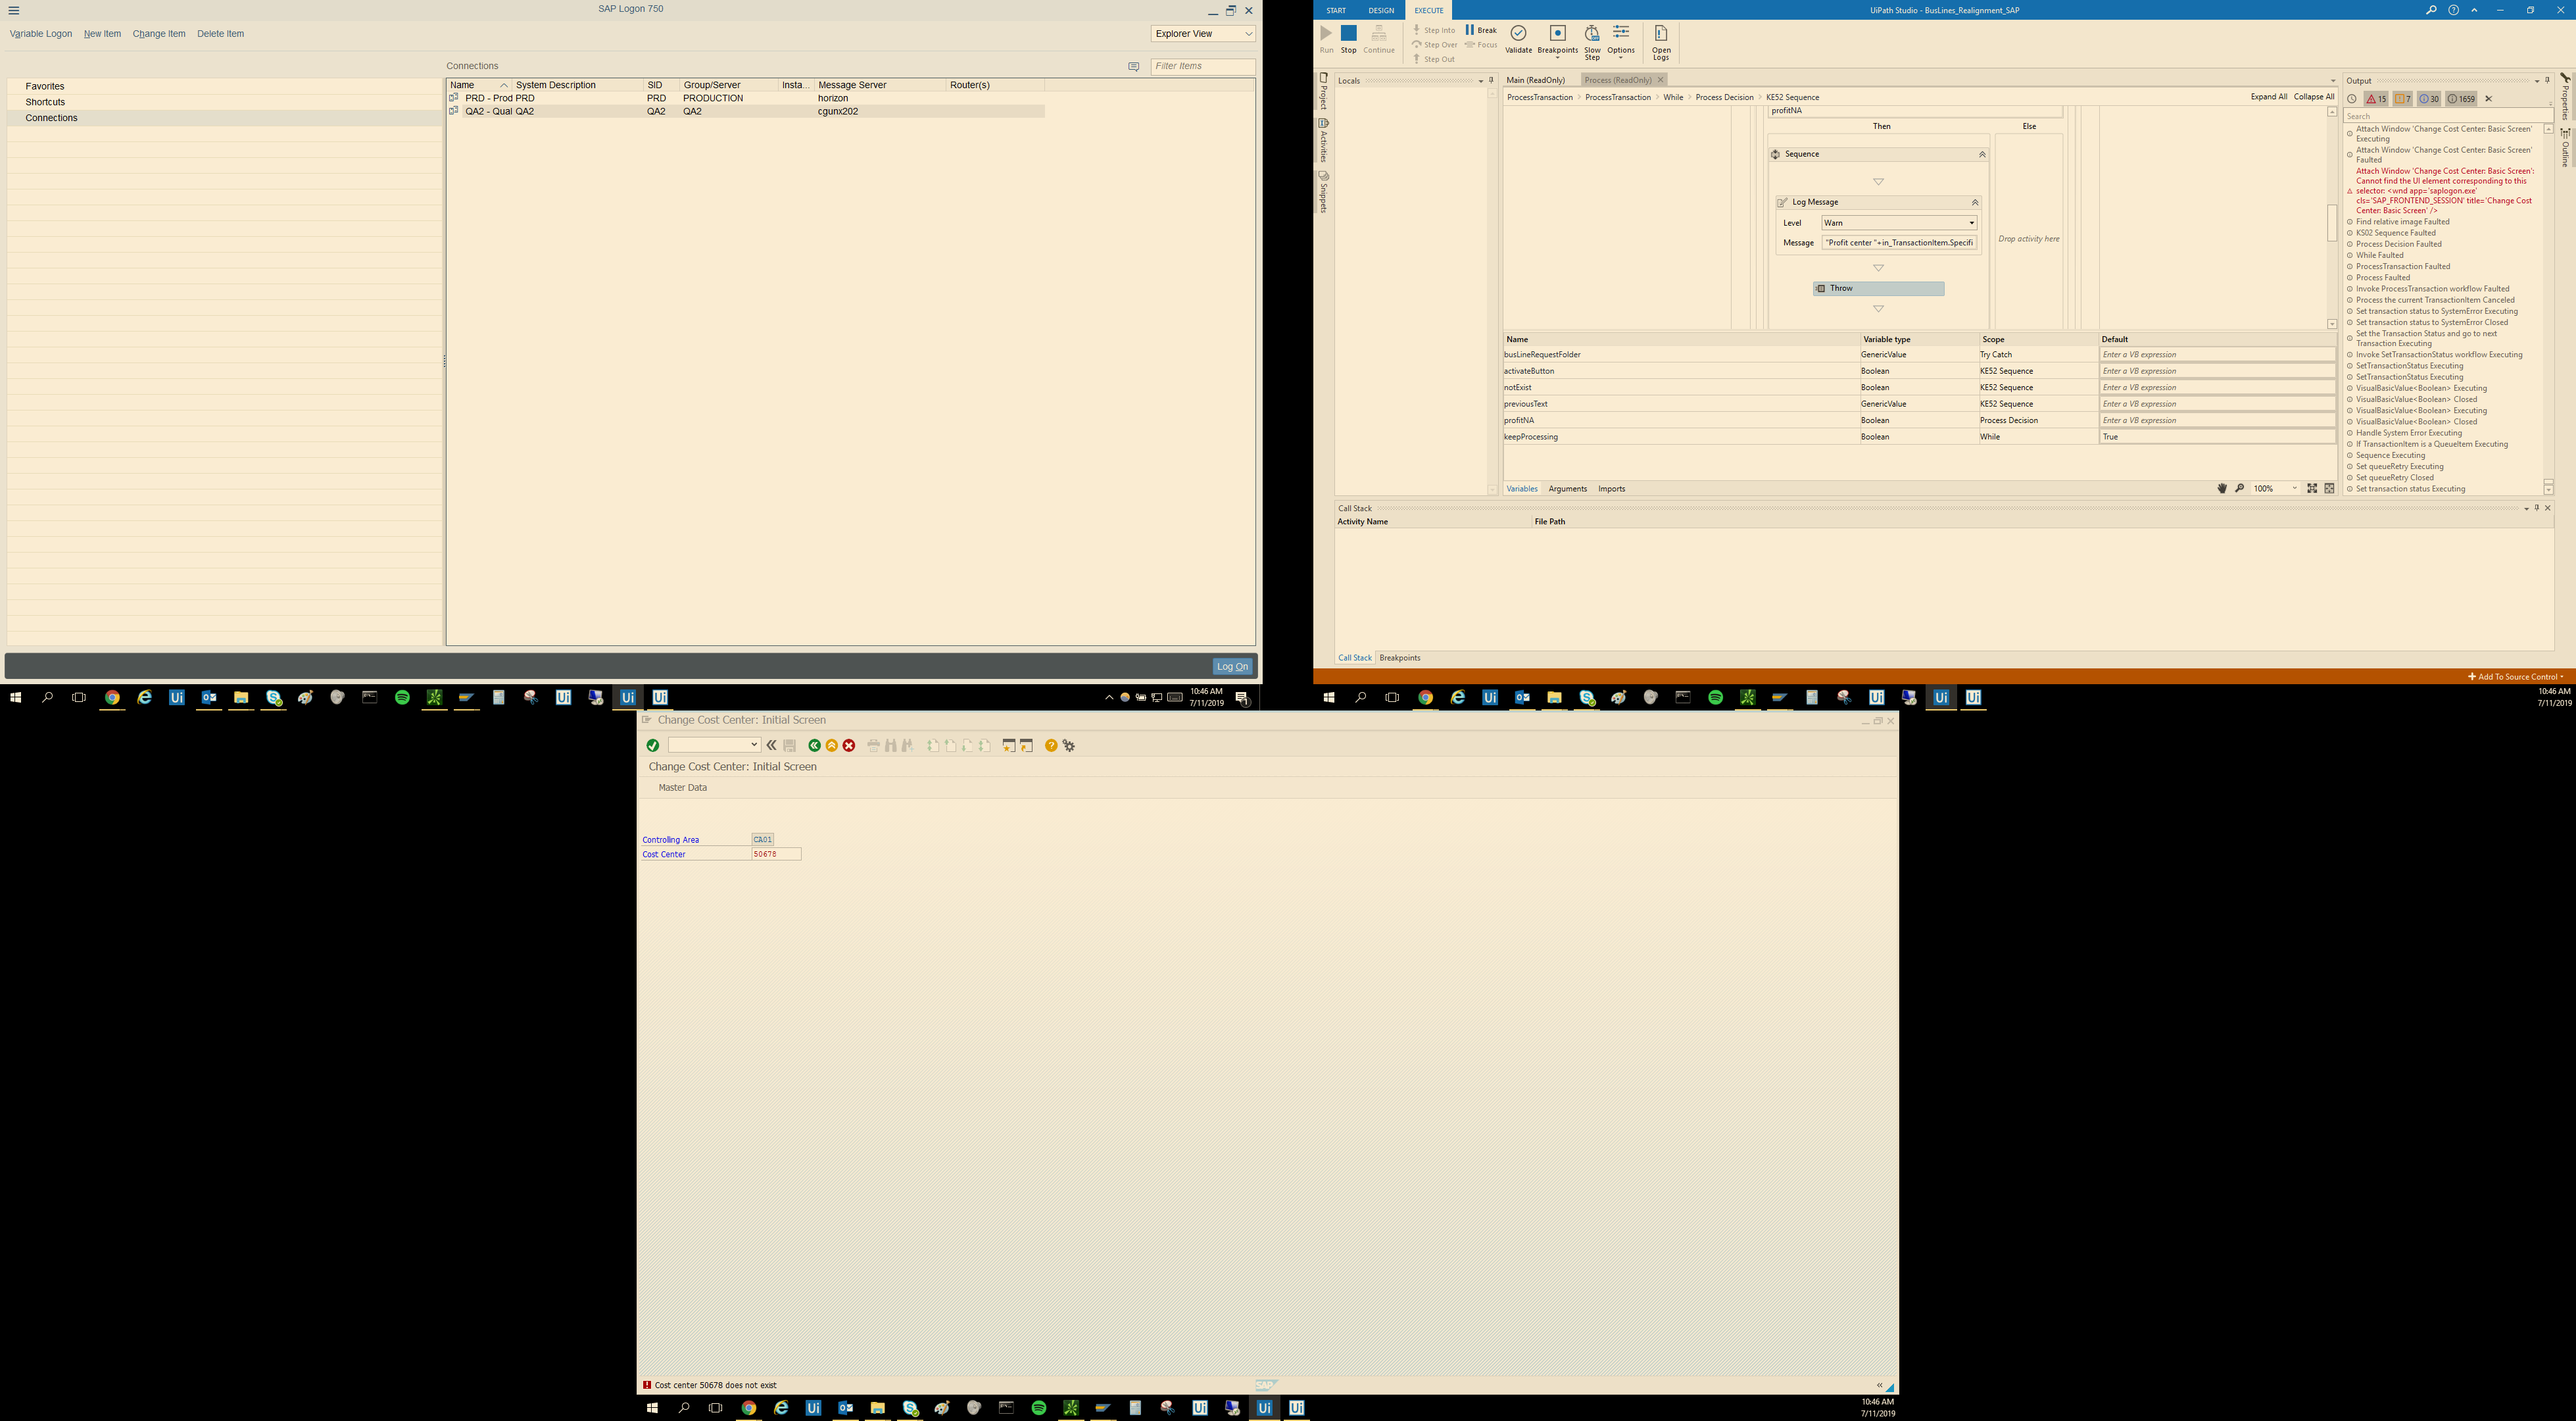 SAP Logon 750
Variable Logon New Item Change Item Delete Item
Explorer View
Connections
Filter Items
Favorites
Shortcuts
Connections
Name System Description SID Group/Server Insta... Message Server Router(s)
PRD - Prod PRD PRD PRODUCTION horizon
QA2 - Qual QA2 QA2 QA2 cgunx202
Log On
10:46 AM
7/11/2019
START DESIGN EXECUTE
UiPath Studio - BusLines_Realignment_SAP
Run Stop Continue
Step Into
Step Over
Step Out
Break
Focus
Validate Breakpoints Slow Step Options Open Logs
Project
Activities
Snippets
Locals
Main (ReadOnly) Process (ReadOnly)
ProcessTransaction > ProcessTransaction > While > Process Decision > KE52 Sequence
Expand All Collapse All
profitNA
Then Else
Sequence
Log Message
Level Warn
Message "Profit center "+in_TransactionItem.Specifi
Drop activity here
Throw
Name Variable type Scope Default
busLineRequestFolder GenericValue Try Catch Enter a VB expression
activateButton Boolean KE52 Sequence Enter a VB expression
notExist Boolean KE52 Sequence Enter a VB expression
previousText GenericValue KE52 Sequence Enter a VB expression
profitNA Boolean Process Decision Enter a VB expression
keepProcessing Boolean While True
Variables Arguments Imports
100%
Output
15 7 30 1659
Search
Attach Window 'Change Cost Center: Basic Screen'
Executing
Attach Window 'Change Cost Center: Basic Screen'
Faulted
Attach Window 'Change Cost Center: Basic Screen':
Cannot find the UI element corresponding to this
selector: <wnd app='saplogon.exe'
cls='SAP_FRONTEND_SESSION' title='Change Cost
Center: Basic Screen' />
Find relative image Faulted
KS02 Sequence Faulted
Process Decision Faulted
While Faulted
ProcessTransaction Faulted
Process Faulted
Invoke ProcessTransaction workflow Faulted
Process the current TransactionItem Canceled
Set transaction status to SystemError Executing
Set transaction status to SystemError Closed
Set the Transaction Status and go to next
Transaction Executing
Invoke SetTransactionStatus workflow Executing
SetTransactionStatus Executing
SetTransactionStatus Executing
VisualBasicValue<Boolean> Executing
VisualBasicValue<Boolean> Closed
VisualBasicValue<Boolean> Executing
VisualBasicValue<Boolean> Closed
Handle System Error Executing
If TransactionItem is a QueueItem Executing
Sequence Executing
Set queueRetry Executing
Set queueRetry Closed
Set transaction status Executing
Properties
Outline
Call Stack
Activity Name File Path
Call Stack Breakpoints
Add To Source Control
10:46 AM
7/11/2019
Change Cost Center: Initial Screen
Change Cost Center: Initial Screen
Master Data
Controlling Area CA01
Cost Center 50678
Cost center 50678 does not exist
SAP
10:46 AM
7/11/2019